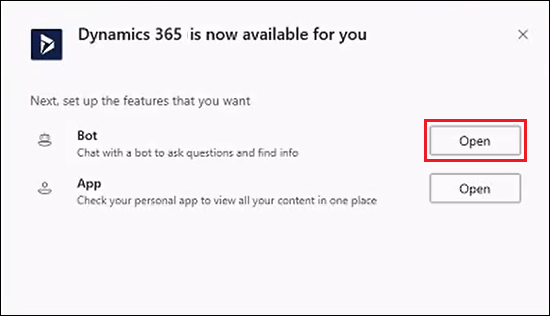 Dynamics 365 is now available for you
Next, set up the features that you want
Bot
Chat with a bot to ask questions and find info
Open
App
Check your personal app to view all your content in one place
Open